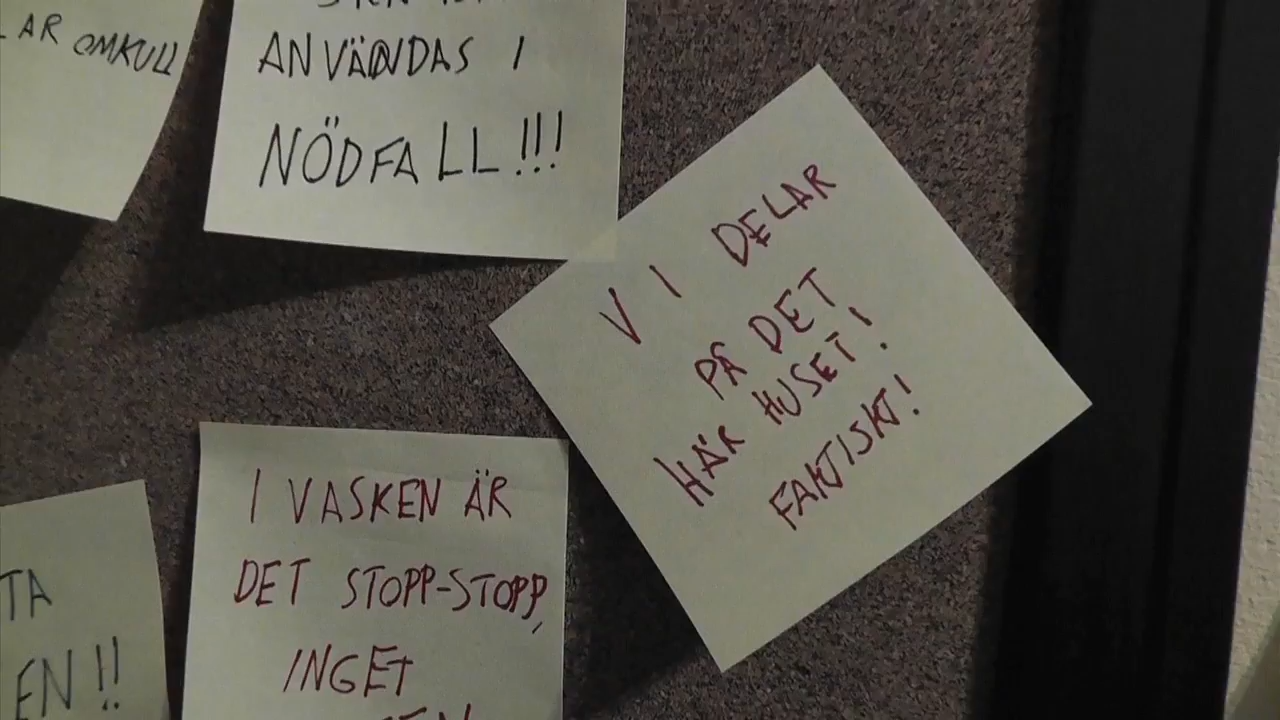 AR OMKULL
ANVÄNDAS I
NÖDFALL!!!
VI DELAR
PÅ DET
HÄR HUSET!
FAKTISKT!
I VASKEN ÄR
DET STOPP-STOPP,
INGET
TA
EN!!